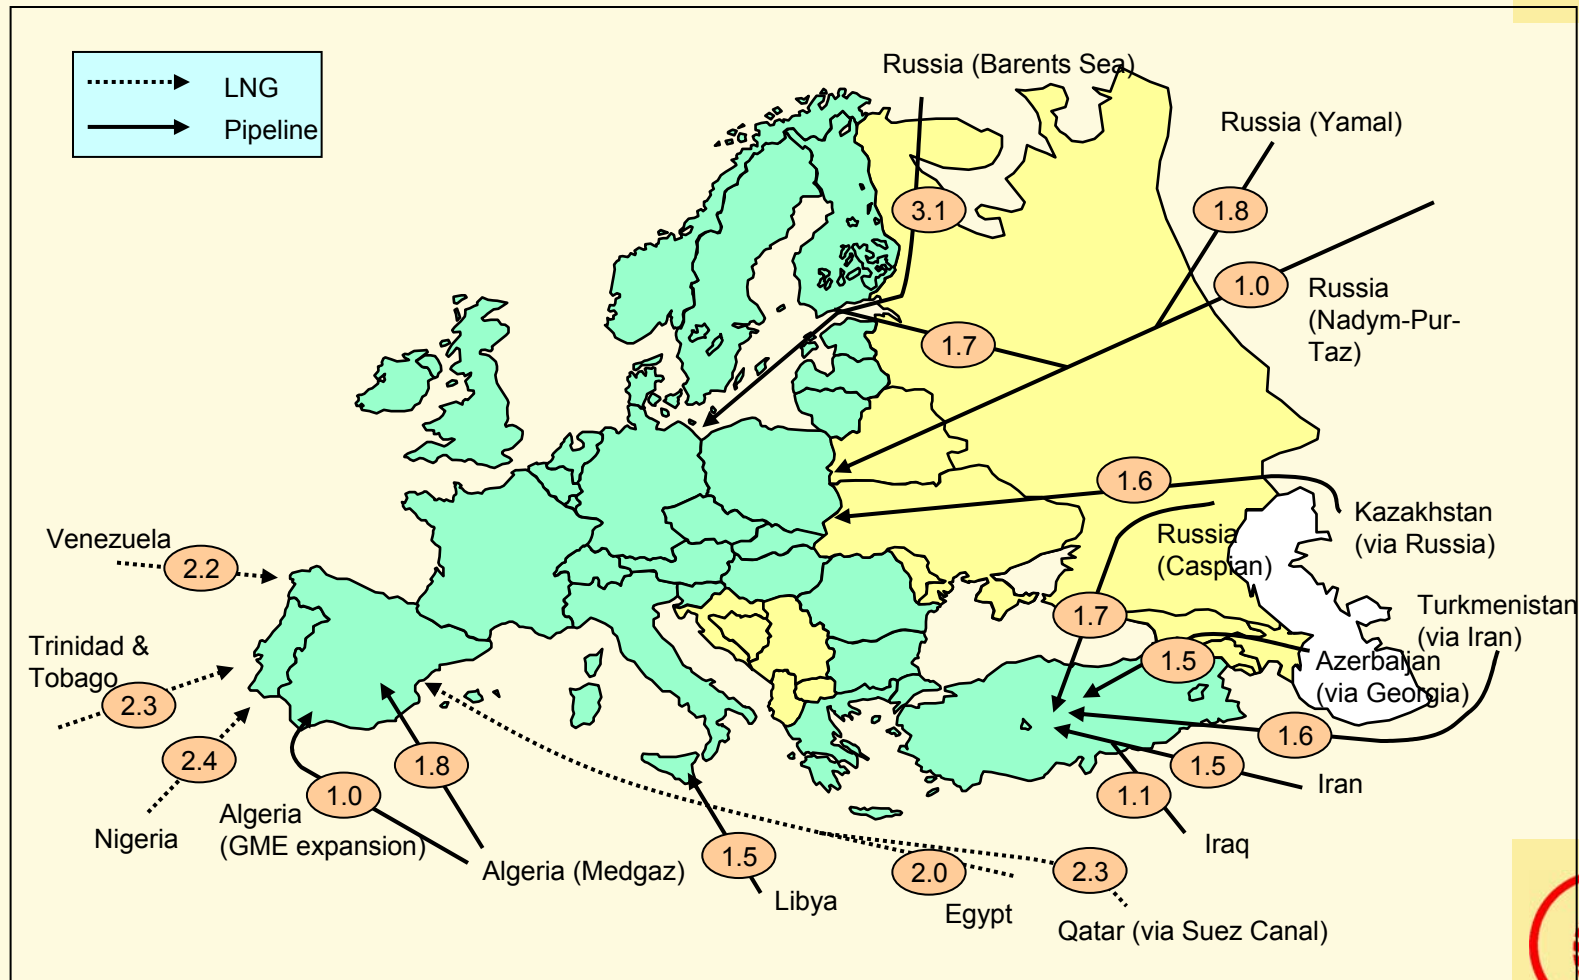 LNG
Pipeline
Russia (Barents Sea)
Russia (Yamal)
3.1
1.8
1.0
Russia
(Nadym-Pur-
Taz)
1.7
1.6
Kazakhstan
(via Russia)
Russia
(Caspian)
Venezuela
2.2
Turkmenistan
(via Iran)
1.7
Trinidad &
Tobago
2.3
1.5
Azerbaijan
(via Georgia)
1.6
2.4
1.8
1.5
Iran
1.0
1.1
Algeria
(GME expansion)
Nigeria
Iraq
1.5
Algeria (Medgaz)
2.0
2.3
Libya
Egypt
Qatar (via Suez Canal)